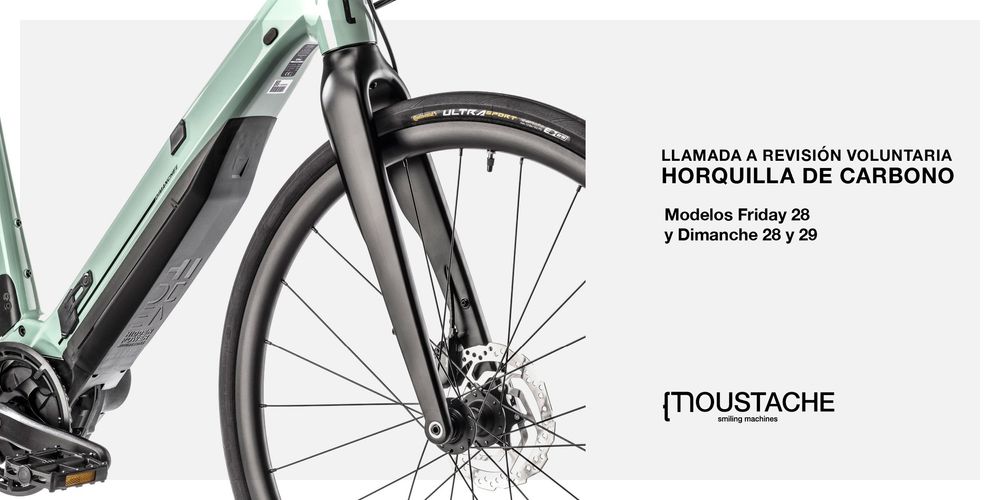 LLAMADA A REVISIÓN VOLUNTARIA
HORQUILLA DE CARBONO
Modelos Friday 28
y Dimanche 28 y 29
MOUSTACHE
smiling machines
ULTRA SPORT